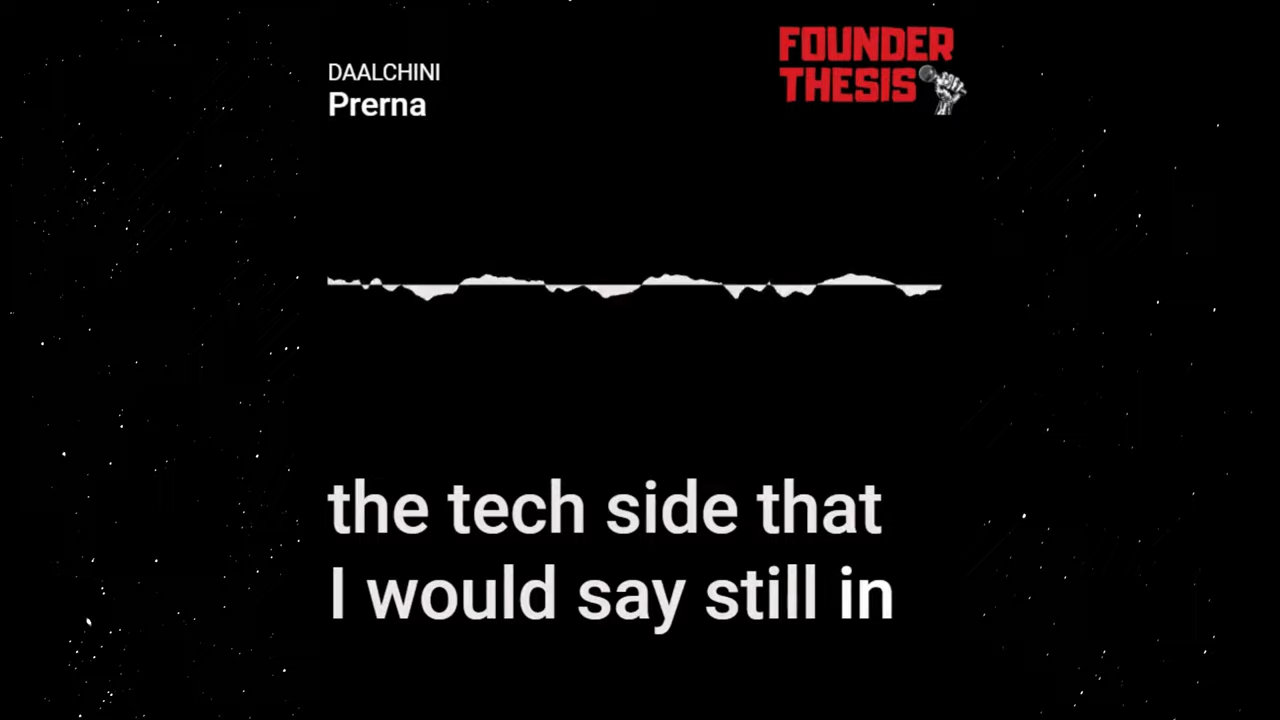 DAALCHINI
Prerna
FOUNDER
THESIS
the tech side that
I would say still in